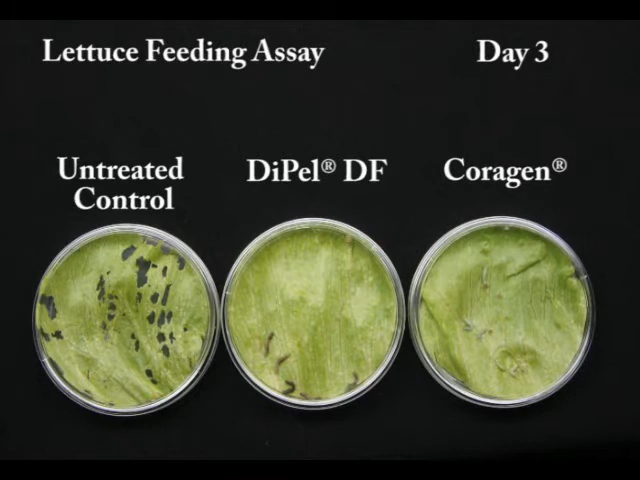 Lettuce Feeding Assay
Day 3
Untreated
Control
DiPel® DF
Coragen®